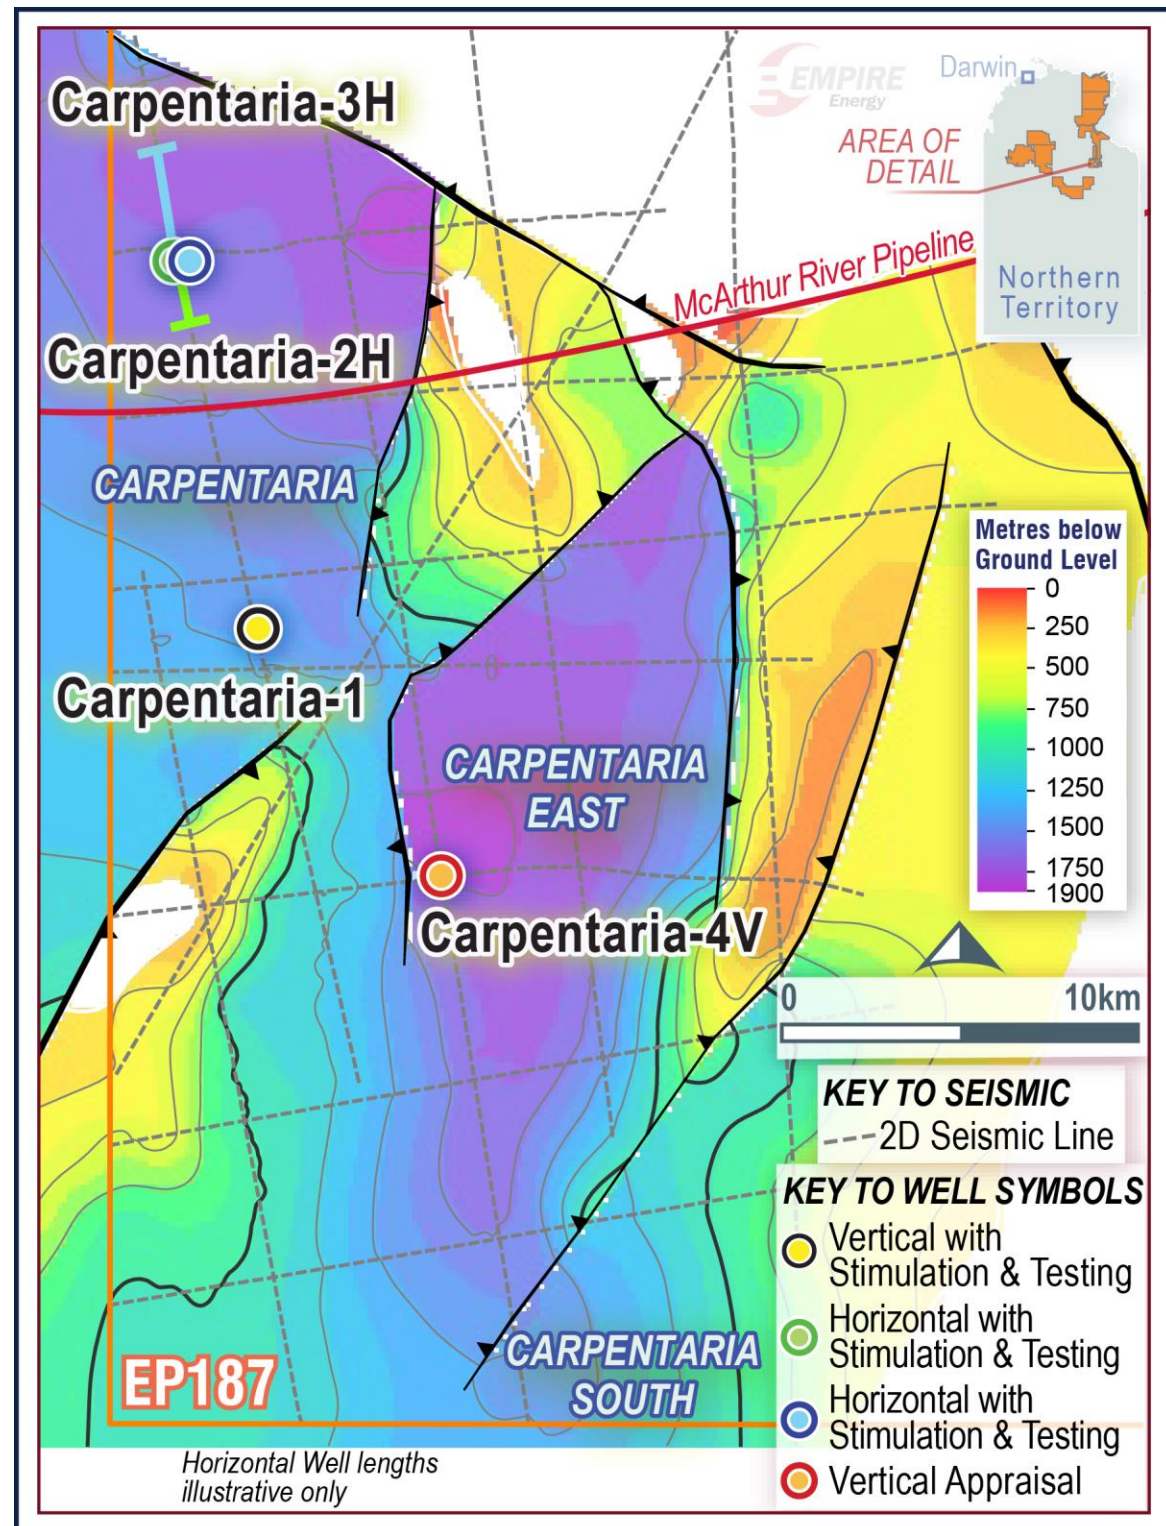 Carpentaria-3H
EMPIRE
Energy
Darwin
AREA OF
DETAIL
McArthur River Pipeline
Northern
Territory
Carpentaria-2H
CARPENTARIA
Metres below
Ground Level
0
250
500
750
1000
1250
1500
1750
1900
Carpentaria-1
CARPENTARIA
EAST
Carpentaria-4V
0 10km
KEY TO SEISMIC
2D Seismic Line
KEY TO WELL SYMBOLS
Vertical with
Stimulation & Testing
Horizontal with
Stimulation & Testing
Horizontal with
Stimulation & Testing
Vertical Appraisal
CARPENTARIA
SOUTH
EP187
Horizontal Well lengths
illustrative only